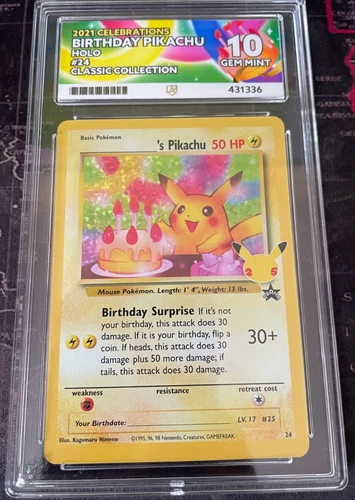 2021 CELEBRATIONS
BIRTHDAY PIKACHU
HOLO
#24
CLASSIC COLLECTION
10
GEM MINT
431336
Basic Pokémon
's Pikachu 50 HP
25
Mouse Pokémon. Length: 1' 4", Weight: 13 lbs.
Birthday Surprise If it's not
your birthday, this attack does 30
damage. If it is your birthday, flip a
coin. If heads, this attack does 30
damage plus 50 more damage; if
tails, this attack does 30 damage.
30+
weakness resistance retreat cost
Your Birthdate: LV. 17 #25
Illus. Kagemaru Himeno ©1995, 96, 98 Nintendo, Creatures, GAMEFREAK. 24